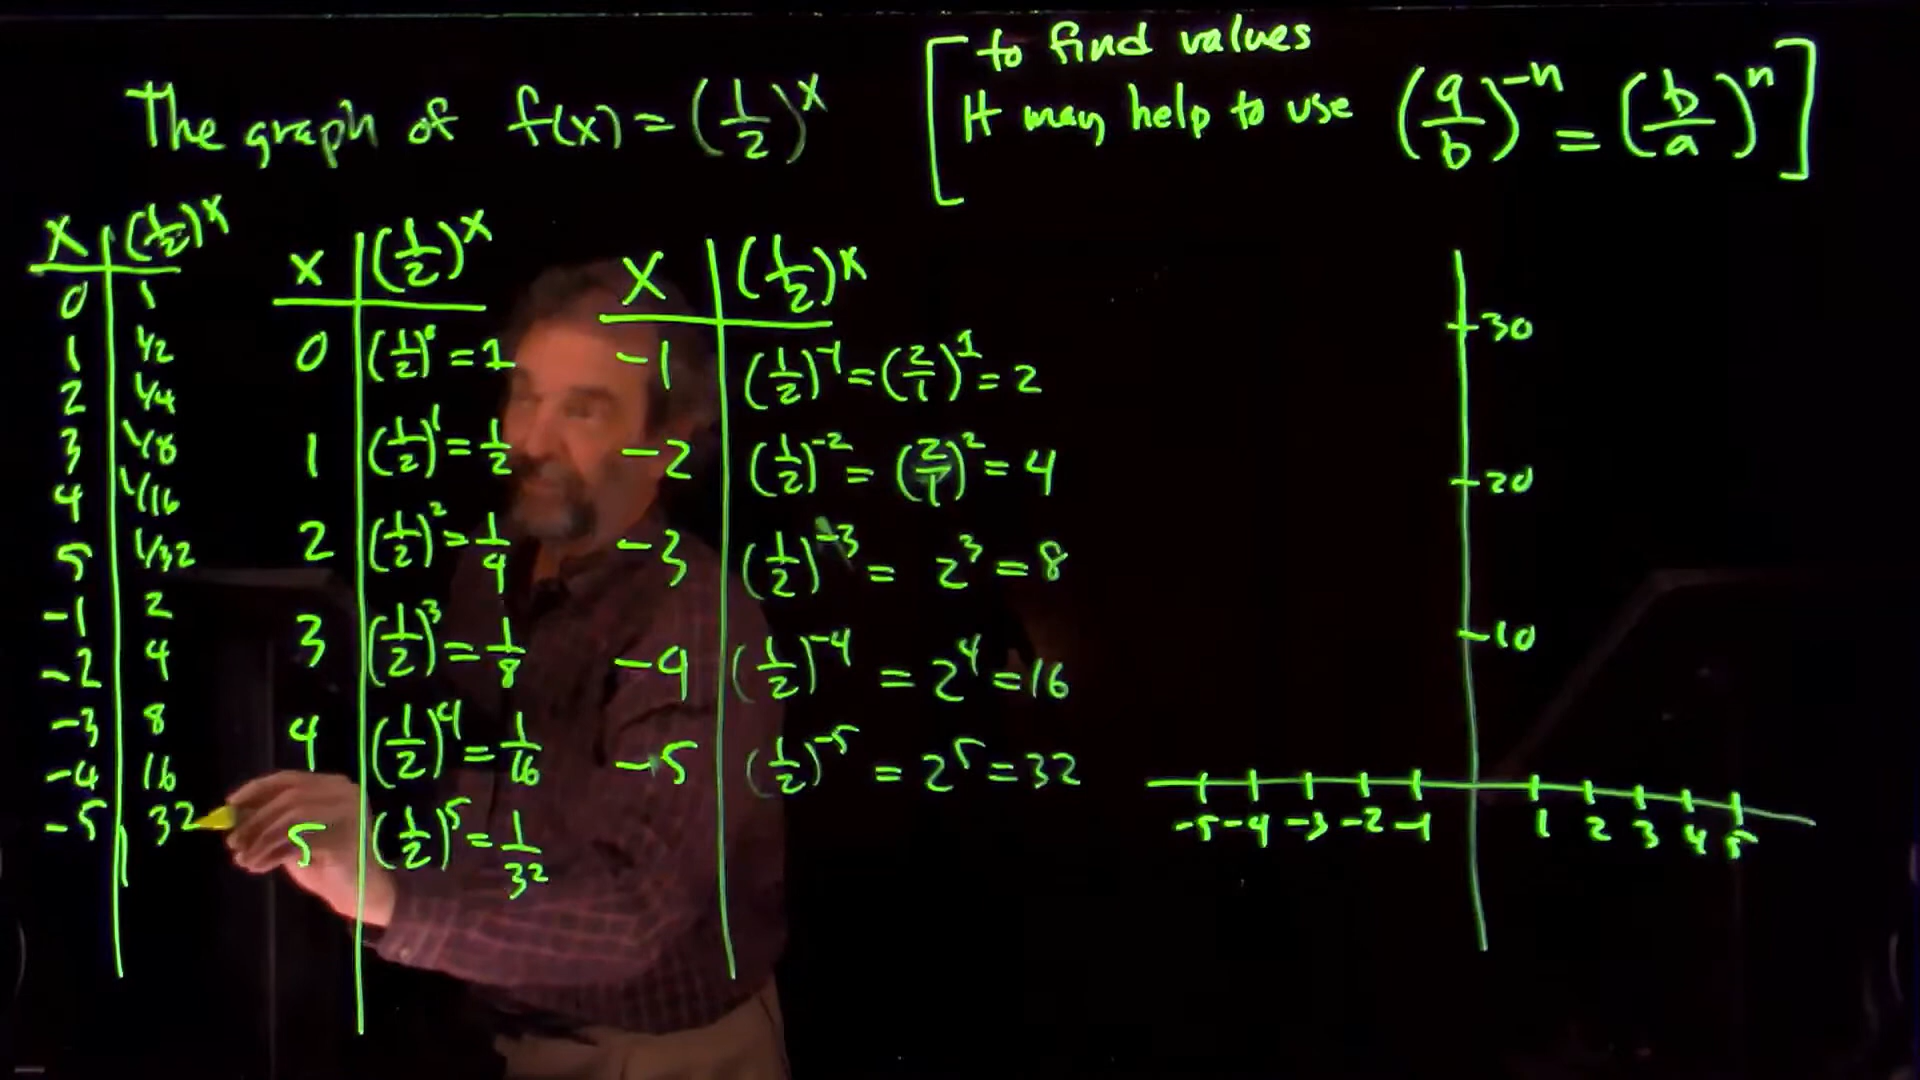 The graph of f(x) = (1/2)^x
[to find values
It may help to use (a/b)^-n = (b/a)^n]
x | (1/2)^x
0 | 1
1 | 1/2
2 | 1/4
3 | 1/8
4 | 1/16
5 | 1/32
-1 | 2
-2 | 4
-3 | 8
-4 | 16
-5 | 32
x | (1/2)^x
0 | (1/2)^0 = 1
1 | (1/2)^1 = 1/2
2 | (1/2)^2 = 1/4
3 | (1/2)^3 = 1/8
4 | (1/2)^4 = 1/16
5 | (1/2)^5 = 1/32
x | (1/2)^x
-1 | (1/2)^-1 = (2/1)^1 = 2
-2 | (1/2)^-2 = (2/1)^2 = 4
-3 | (1/2)^-3 = 2^3 = 8
-4 | (1/2)^-4 = 2^4 = 16
-5 | (1/2)^-5 = 2^5 = 32
30
20
10
-5 -4 -3 -2 -1 1 2 3 4 5